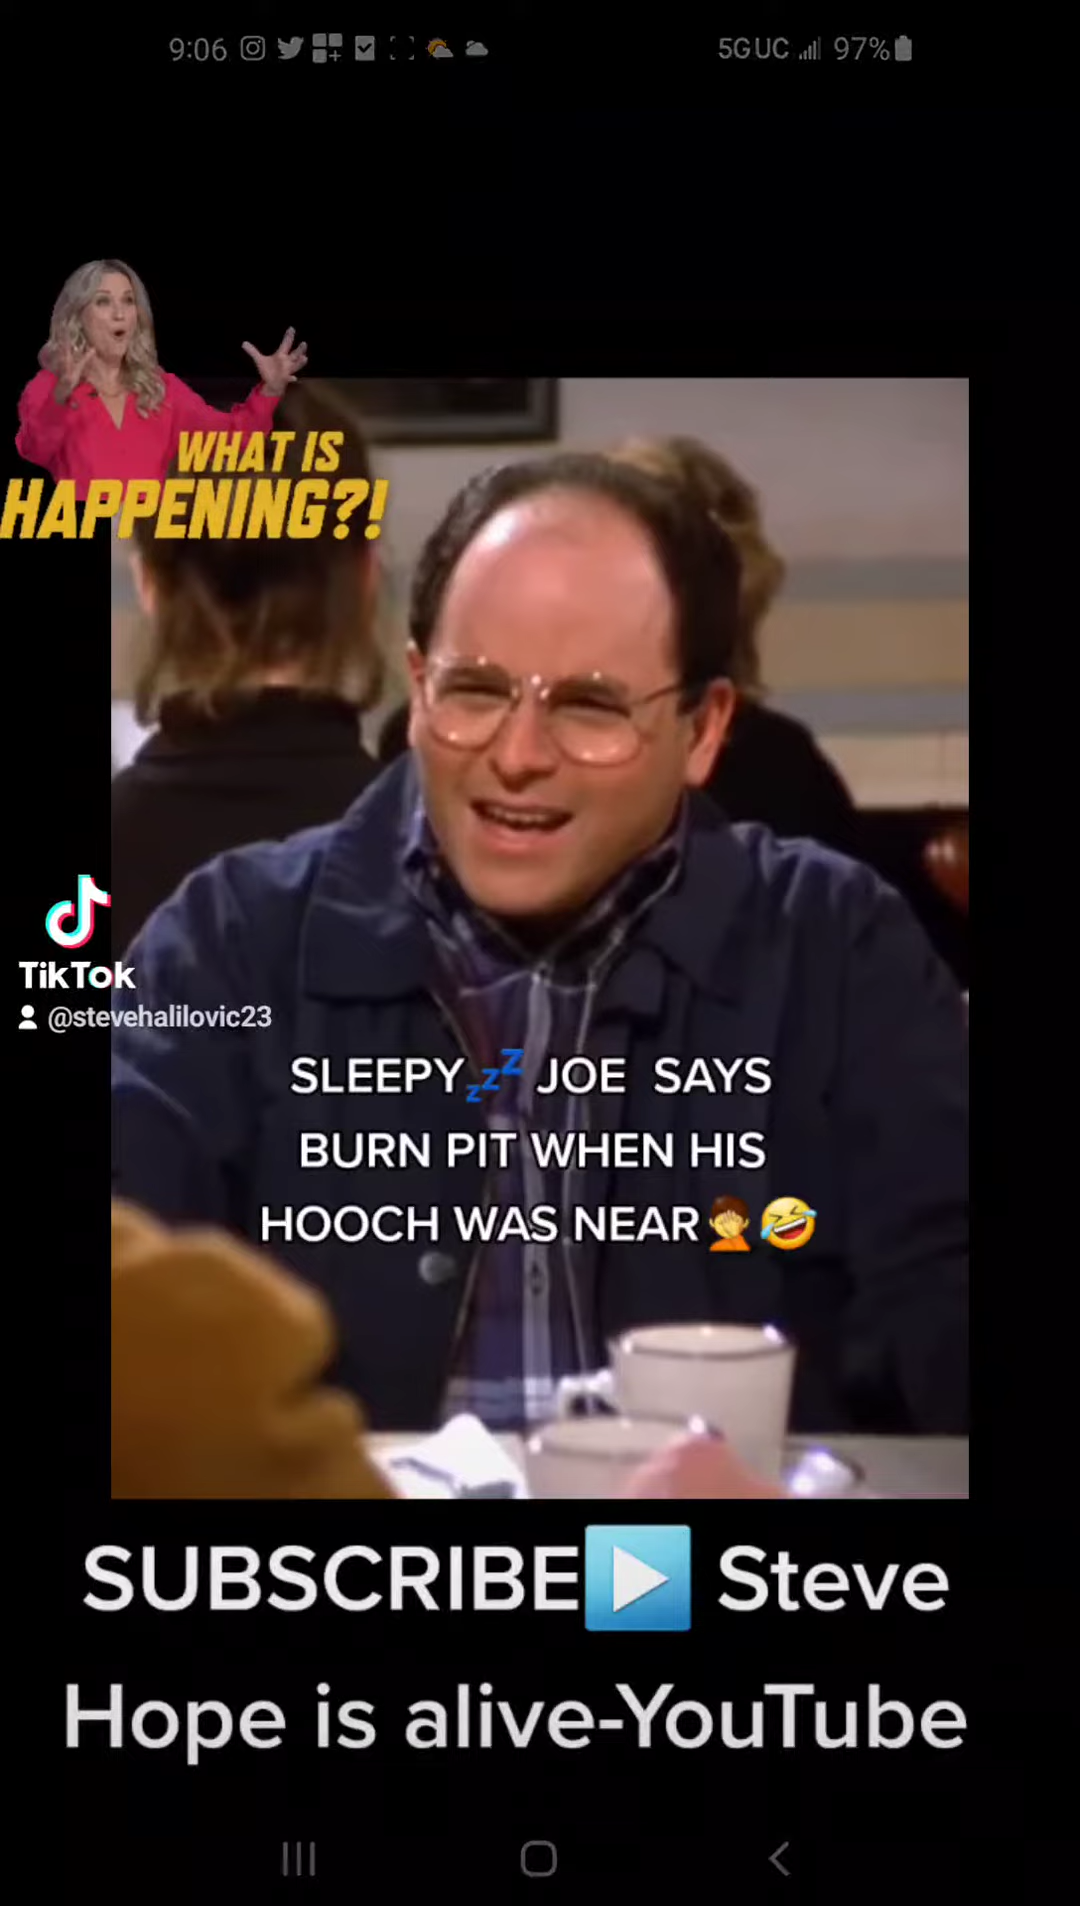 9:06
5G UC 97%
WHAT IS
HAPPENING?!
TikTok
@stevehalilovic23
SLEEPY💤 JOE SAYS
BURN PIT WHEN HIS
HOOCH WAS NEAR🤦🤣
SUBSCRIBE▶️ Steve
Hope is alive-YouTube